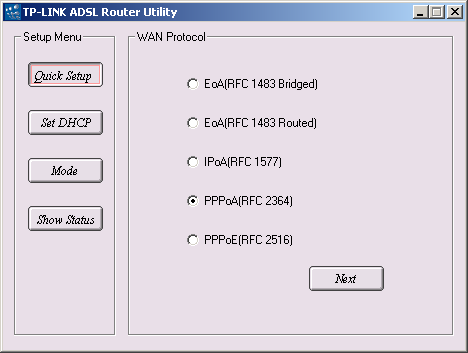 TP-LINK ADSL Router Utility
Setup Menu
Quick Setup
Set DHCP
Mode
Show Status
WAN Protocol
EoA(RFC 1483 Bridged)
EoA(RFC 1483 Routed)
IPoA(RFC 1577)
PPPoA(RFC 2364)
PPPoE(RFC 2516)
Next